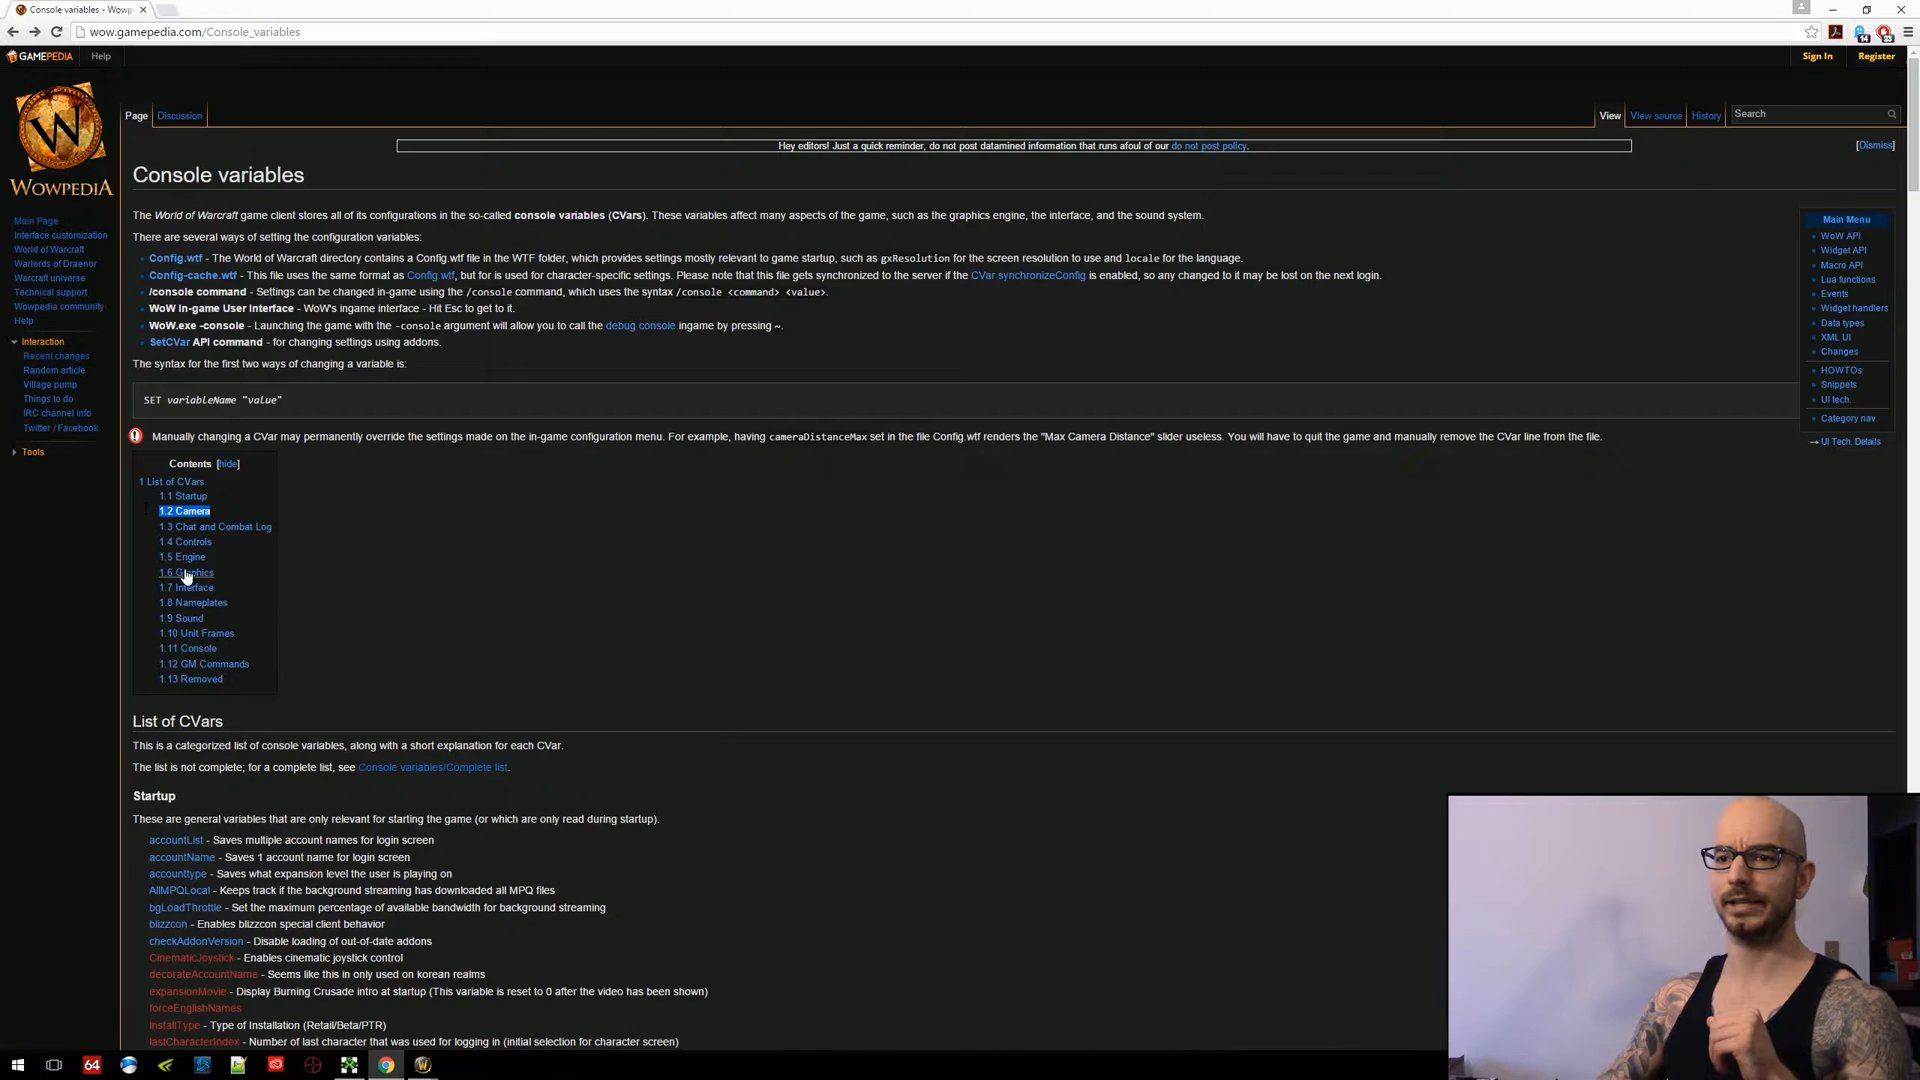 Console variables - Wowp
wow.gamepedia.com/Console_variables
14
23
GAMEPEDIA
Help
Sign In
Register
W
WOWPEDIA
Page
Discussion
View
View source
History
Search
Hey editors! Just a quick reminder, do not post datamined information that runs afoul of our do not post policy.
[Dismiss]
Console variables
Main Page
Interface customization
World of Warcraft
Warlords of Draenor
Warcraft universe
Technical support
Wowpedia community
Help
Interaction
Recent changes
Random article
Village pump
Things to do
IRC channel info
Twitter / Facebook
Tools
The World of Warcraft game client stores all of its configurations in the so-called console variables (CVars). These variables affect many aspects of the game, such as the graphics engine, the interface, and the sound system.
There are several ways of setting the configuration variables:
Config.wtf - The World of Warcraft directory contains a Config.wtf file in the WTF folder, which provides settings mostly relevant to game startup, such as gxResolution for the screen resolution to use and locale for the language.
Config-cache.wtf - This file uses the same format as Config.wtf, but for is used for character-specific settings. Please note that this file gets synchronized to the server if the CVar synchronizeConfig is enabled, so any changed to it may be lost on the next login.
/console command - Settings can be changed in-game using the /console command, which uses the syntax /console <command> <value>.
WoW In-game User Interface - WoW's ingame interface - Hit Esc to get to it.
WoW.exe -console - Launching the game with the -console argument will allow you to call the debug console ingame by pressing ~.
SetCVar API command - for changing settings using addons.
The syntax for the first two ways of changing a variable is:
SET variableName "value"
Manually changing a CVar may permanently override the settings made on the in-game configuration menu. For example, having cameraDistanceMax set in the file Config.wtf renders the "Max Camera Distance" slider useless. You will have to quit the game and manually remove the CVar line from the file.
Main Menu
WoW API
Widget API
Macro API
Lua functions
Events
Widget handlers
Data types
XML UI
Changes
HOWTOs
Snippets
UI tech.
Category nav.
→ UI Tech. Details
Contents [hide]
1 List of CVars
1.1 Startup
1.2 Camera
1.3 Chat and Combat Log
1.4 Controls
1.5 Engine
1.6 Graphics
1.7 Interface
1.8 Nameplates
1.9 Sound
1.10 Unit Frames
1.11 Console
1.12 GM Commands
1.13 Removed
List of CVars
This is a categorized list of console variables, along with a short explanation for each CVar.
The list is not complete; for a complete list, see Console variables/Complete list.
Startup
These are general variables that are only relevant for starting the game (or which are only read during startup).
accountList - Saves multiple account names for login screen
accountName - Saves 1 account name for login screen
accounttype - Saves what expansion level the user is playing on
AllMPQLocal - Keeps track if the background streaming has downloaded all MPQ files
bgLoadThrottle - Set the maximum percentage of available bandwidth for background streaming
blizzcon - Enables blizzcon special client behavior
checkAddonVersion - Disable loading of out-of-date addons
CinematicJoystick - Enables cinematic joystick control
decorateAccountName - Seems like this in only used on korean realms
expansionMovie - Display Burning Crusade intro at startup (This variable is reset to 0 after the video has been shown)
forceEnglishNames
installType - Type of Installation (Retail/Beta/PTR)
lastCharacterIndex - Number of last character that was used for logging in (initial selection for character screen)
64